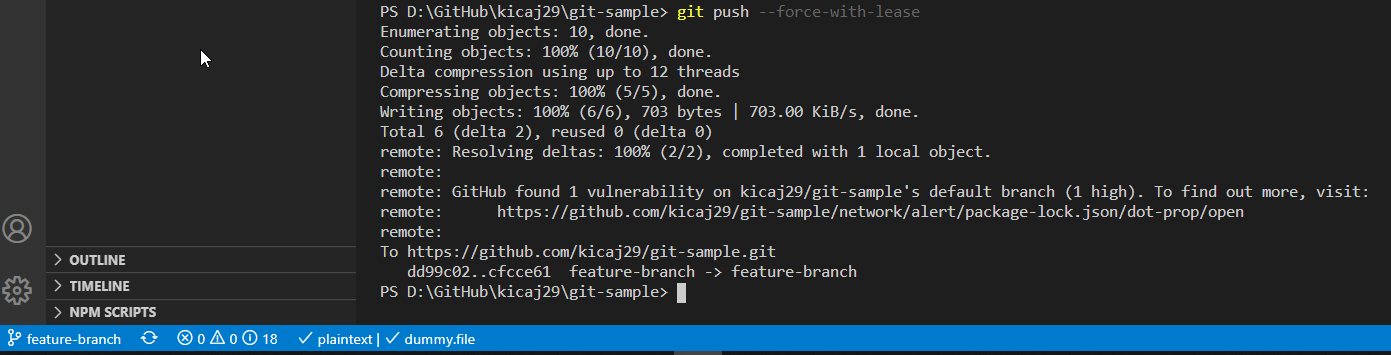 PS D:\GitHub\kicaj29\git-sample> git push --force-with-lease
Enumerating objects: 10, done.
Counting objects: 100% (10/10), done.
Delta compression using up to 12 threads
Compressing objects: 100% (5/5), done.
Writing objects: 100% (6/6), 703 bytes | 703.00 KiB/s, done.
Total 6 (delta 2), reused 0 (delta 0)
remote: Resolving deltas: 100% (2/2), completed with 1 local object.
remote:
remote: GitHub found 1 vulnerability on kicaj29/git-sample's default branch (1 high). To find out more, visit:
remote:      https://github.com/kicaj29/git-sample/network/alert/package-lock.json/dot-prop/open
remote:
To https://github.com/kicaj29/git-sample.git
   dd99c02..cfcce61  feature-branch -> feature-branch
PS D:\GitHub\kicaj29\git-sample>
OUTLINE
TIMELINE
NPM SCRIPTS
feature-branch 0 0 18 plaintext | dummy.file